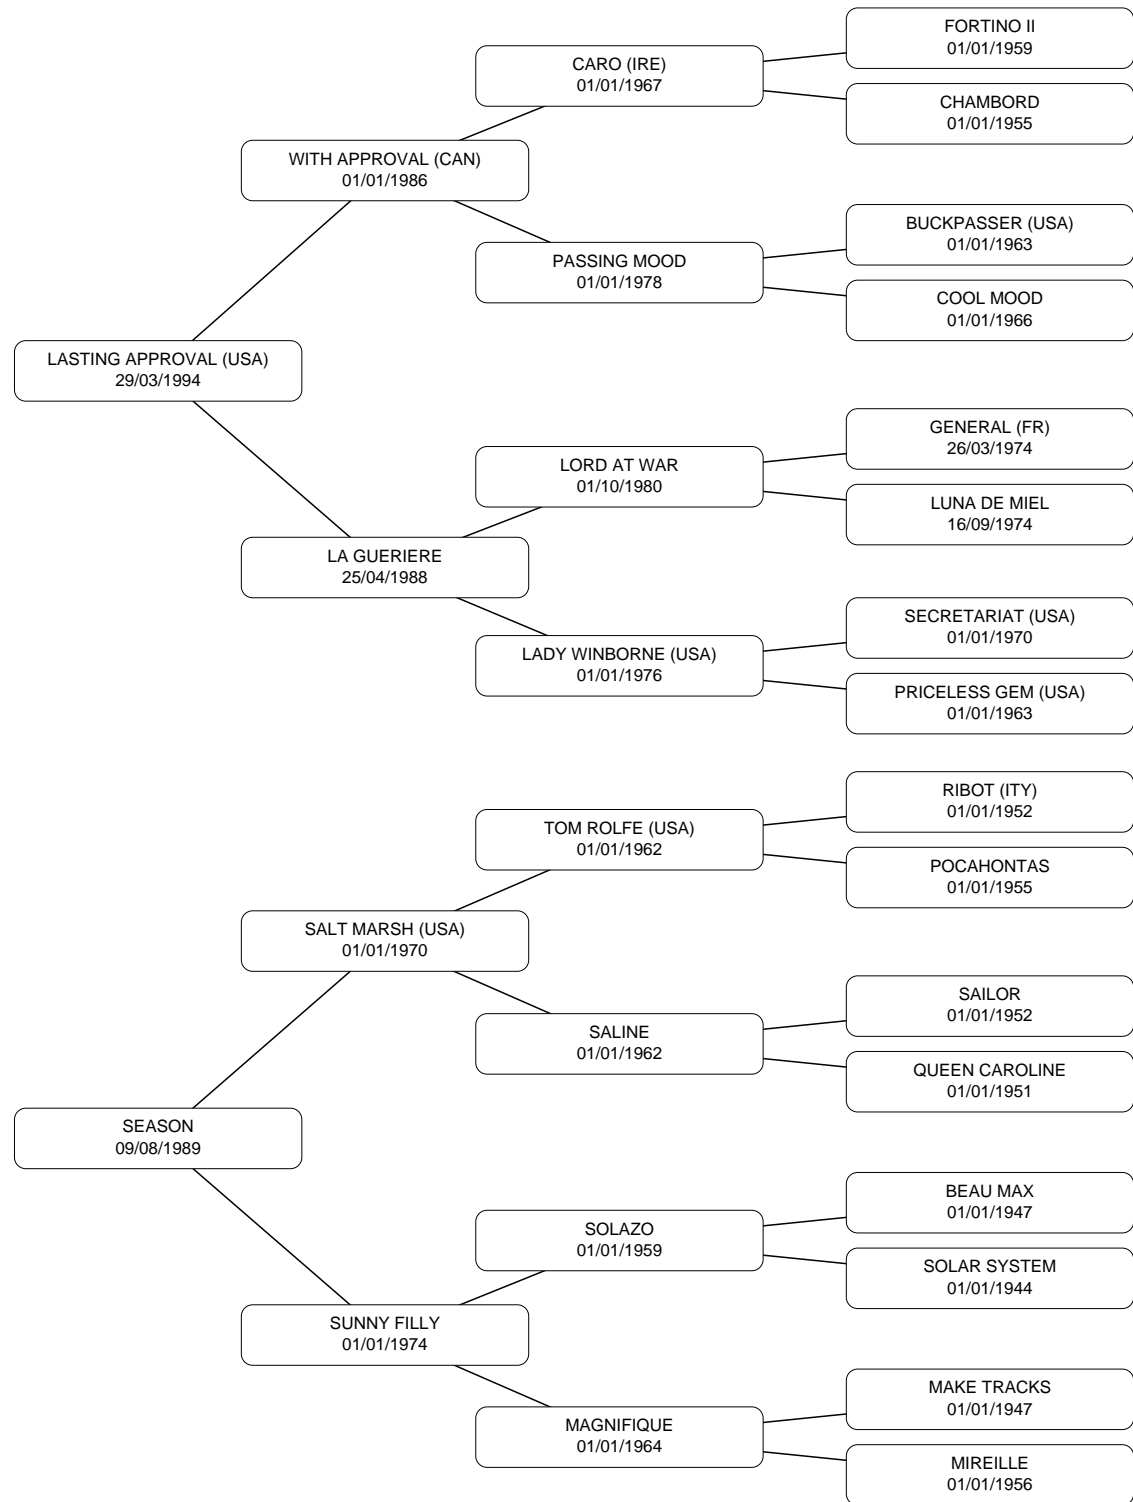 FORTINO II
01/01/1959
CARO (IRE)
01/01/1967
CHAMBORD
01/01/1955
WITH APPROVAL (CAN)
01/01/1986
BUCKPASSER (USA)
01/01/1963
PASSING MOOD
01/01/1978
COOL MOOD
01/01/1966
LASTING APPROVAL (USA)
29/03/1994
GENERAL (FR)
26/03/1974
LORD AT WAR
01/10/1980
LUNA DE MIEL
16/09/1974
LA GUERIERE
25/04/1988
SECRETARIAT (USA)
01/01/1970
LADY WINBORNE (USA)
01/01/1976
PRICELESS GEM (USA)
01/01/1963
RIBOT (ITY)
01/01/1952
TOM ROLFE (USA)
01/01/1962
POCAHONTAS
01/01/1955
SALT MARSH (USA)
01/01/1970
SAILOR
01/01/1952
SALINE
01/01/1962
QUEEN CAROLINE
01/01/1951
SEASON
09/08/1989
BEAU MAX
01/01/1947
SOLAZO
01/01/1959
SOLAR SYSTEM
01/01/1944
SUNNY FILLY
01/01/1974
MAKE TRACKS
01/01/1947
MAGNIFIQUE
01/01/1964
MIREILLE
01/01/1956